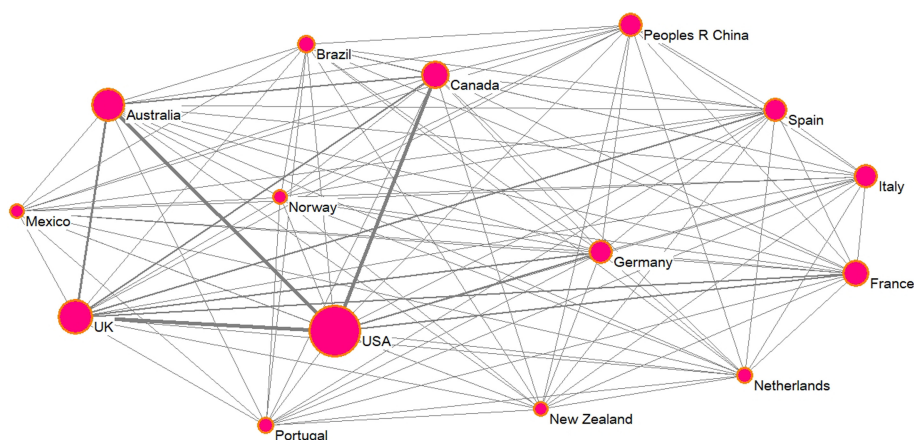 Peoples R China
Brazil
Canada
Australia
Spain
Italy
Norway
Mexico
Germany
France
UK
USA
Netherlands
New Zealand
Portugal